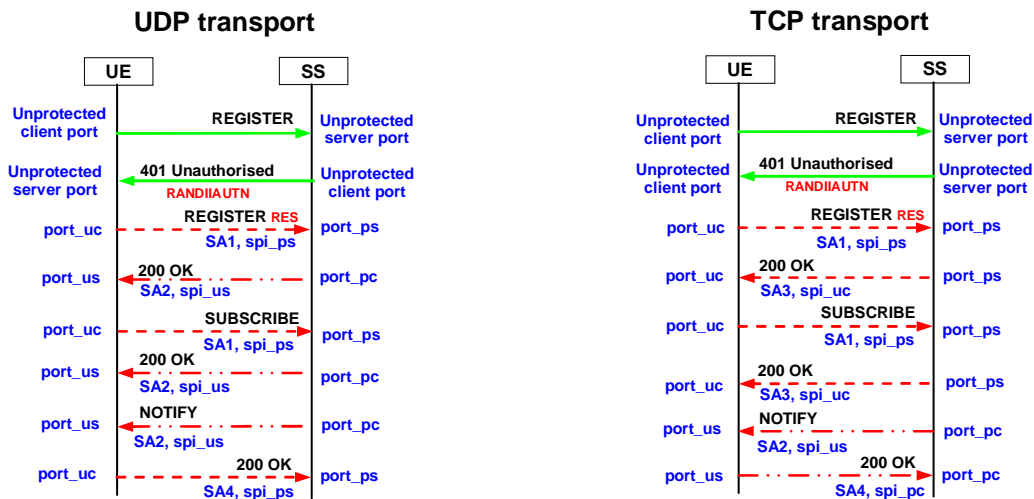 UDP transport
UE
SS
Unprotected
client port
REGISTER
Unprotected
server port
Unprotected
server port
401 Unauthorised
RANDIIAUTN
Unprotected
client port
port_uc
REGISTER RES
SA1, spi_ps
port_ps
port_us
200 OK
SA2, spi_us
port_pc
port_uc
SUBSCRIBE
SA1, spi_ps
port_ps
port_us
200 OK
SA2, spi_us
port_pc
port_us
NOTIFY
SA2, spi_us
port_pc
port_uc
200 OK
SA4, spi_ps
port_ps
TCP transport
UE
SS
Unprotected
client port
REGISTER
Unprotected
server port
Unprotected
client port
401 Unauthorised
RANDIIAUTN
Unprotected
server port
port_uc
REGISTER RES
SA1, spi_ps
port_ps
port_uc
200 OK
SA3, spi_uc
port_ps
port_uc
SUBSCRIBE
SA1, spi_ps
port_ps
port_uc
200 OK
SA3, spi_uc
port_ps
port_us
NOTIFY
SA2, spi_us
port_pc
port_us
200 OK
SA4, spi_pc
port_pc